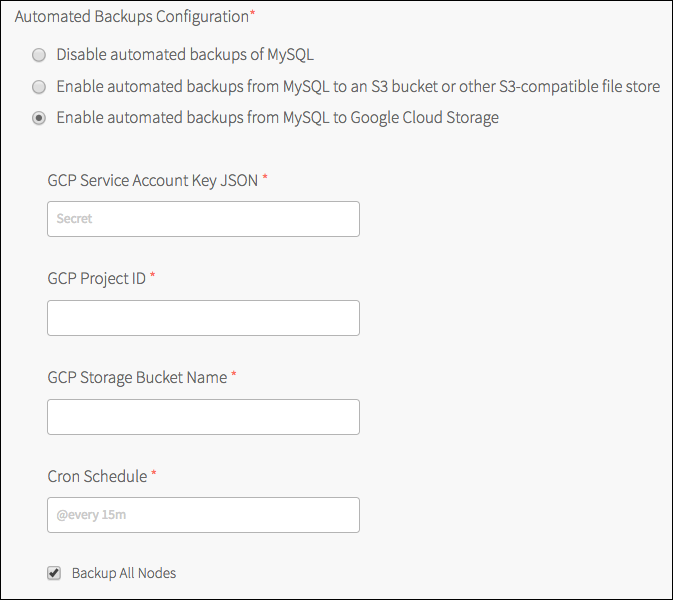 Automated Backups Configuration*
Disable automated backups of MySQL
Enable automated backups from MySQL to an S3 bucket or other S3-compatible file store
Enable automated backups from MySQL to Google Cloud Storage
GCP Service Account Key JSON *
Secret
GCP Project ID *
GCP Storage Bucket Name *
Cron Schedule *
@every 15m
Backup All Nodes